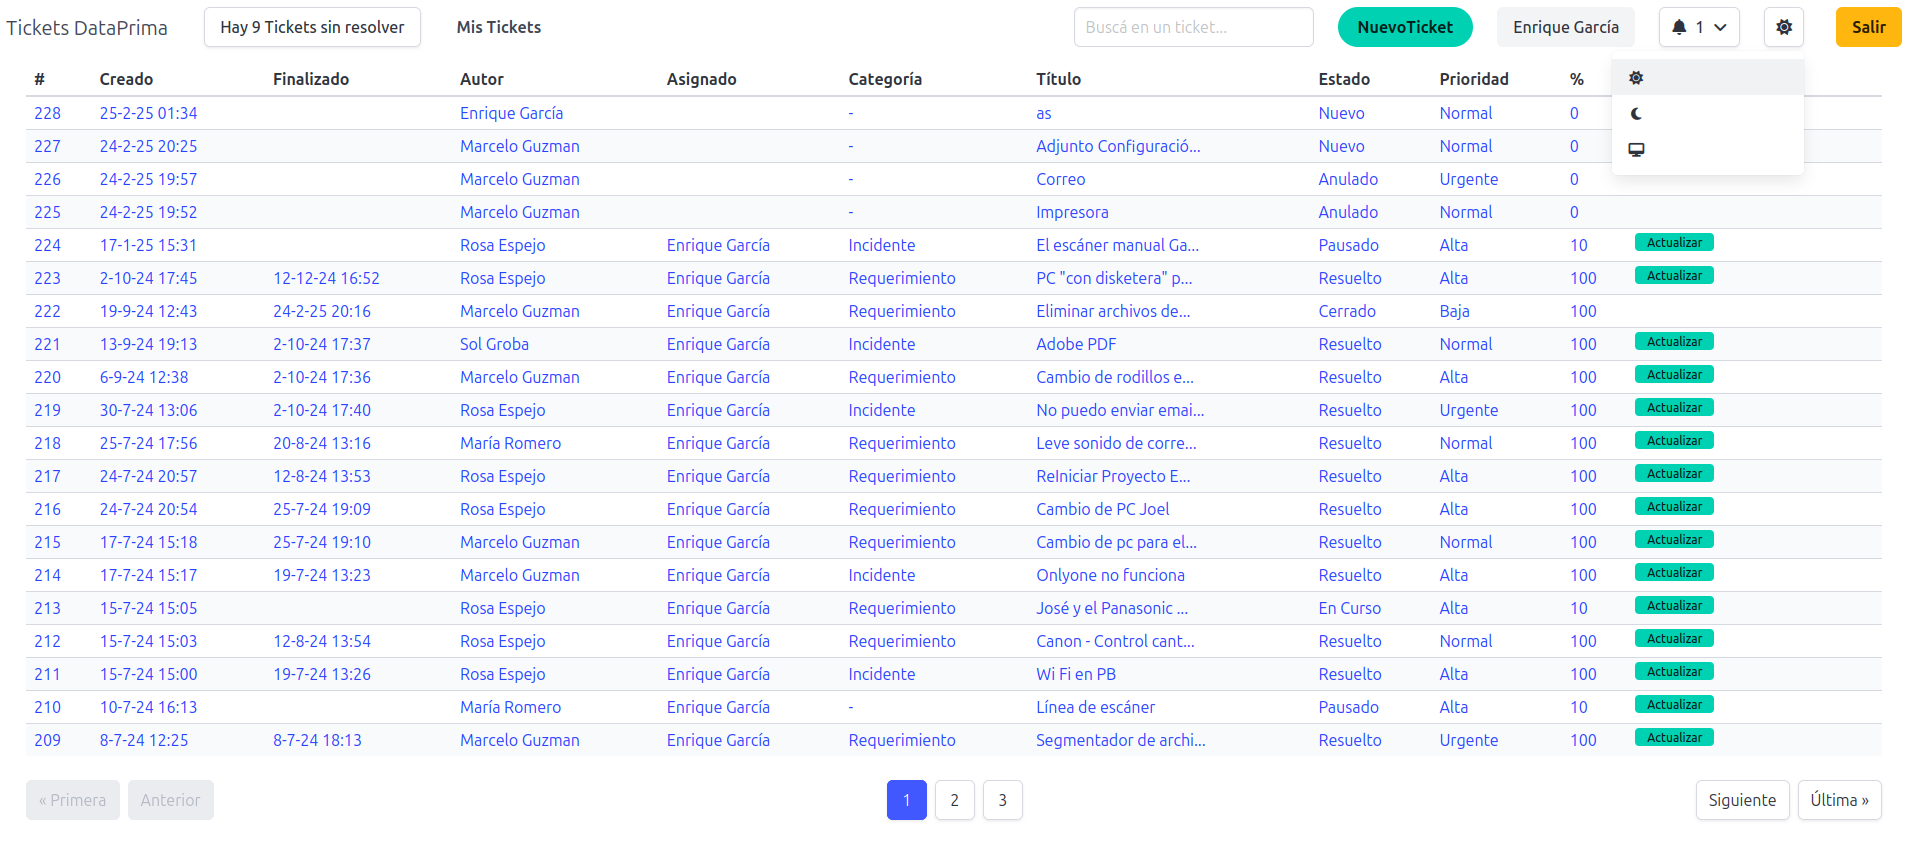 Tickets DataPrima Hay 9 Tickets sin resolver Mis Tickets Buscá en un ticket... NuevoTicket Enrique García 1 Salir
# Creado Finalizado Autor Asignado Categoría Título Estado Prioridad %
228 25-2-25 01:34 Enrique García - as Nuevo Normal 0
227 24-2-25 20:25 Marcelo Guzman - Adjunto Configuració... Nuevo Normal 0
226 24-2-25 19:57 Marcelo Guzman - Correo Anulado Urgente 0
225 24-2-25 19:52 Marcelo Guzman - Impresora Anulado Normal 0
224 17-1-25 15:31 Rosa Espejo Enrique García Incidente El escáner manual Ga... Pausado Alta 10 Actualizar
223 2-10-24 17:45 12-12-24 16:52 Rosa Espejo Enrique García Requerimiento PC "con disketera" p... Resuelto Alta 100 Actualizar
222 19-9-24 12:43 24-2-25 20:16 Marcelo Guzman Enrique García Requerimiento Eliminar archivos de... Cerrado Baja 100
221 13-9-24 19:13 2-10-24 17:37 Sol Groba Enrique García Incidente Adobe PDF Resuelto Normal 100 Actualizar
220 6-9-24 12:38 2-10-24 17:36 Marcelo Guzman Enrique García Requerimiento Cambio de rodillos e... Resuelto Alta 100 Actualizar
219 30-7-24 13:06 2-10-24 17:40 Rosa Espejo Enrique García Incidente No puedo enviar emai... Resuelto Urgente 100 Actualizar
218 25-7-24 17:56 20-8-24 13:16 María Romero Enrique García Requerimiento Leve sonido de corre... Resuelto Normal 100 Actualizar
217 24-7-24 20:57 12-8-24 13:53 Rosa Espejo Enrique García Requerimiento ReIniciar Proyecto E... Resuelto Alta 100 Actualizar
216 24-7-24 20:54 25-7-24 19:09 Rosa Espejo Enrique García Requerimiento Cambio de PC Joel Resuelto Alta 100 Actualizar
215 17-7-24 15:18 25-7-24 19:10 Marcelo Guzman Enrique García Requerimiento Cambio de pc para el... Resuelto Normal 100 Actualizar
214 17-7-24 15:17 19-7-24 13:23 Marcelo Guzman Enrique García Incidente Onlyone no funciona Resuelto Alta 100 Actualizar
213 15-7-24 15:05 Rosa Espejo Enrique García Requerimiento José y el Panasonic ... En Curso Alta 10 Actualizar
212 15-7-24 15:03 12-8-24 13:54 Rosa Espejo Enrique García Requerimiento Canon - Control cant... Resuelto Normal 100 Actualizar
211 15-7-24 15:00 19-7-24 13:26 Rosa Espejo Enrique García Incidente Wi Fi en PB Resuelto Alta 100 Actualizar
210 10-7-24 16:13 María Romero Enrique García - Línea de escáner Pausado Alta 10 Actualizar
209 8-7-24 12:25 8-7-24 18:13 Marcelo Guzman Enrique García Requerimiento Segmentador de archi... Resuelto Urgente 100 Actualizar
« Primera Anterior 1 2 3 Siguiente Última »